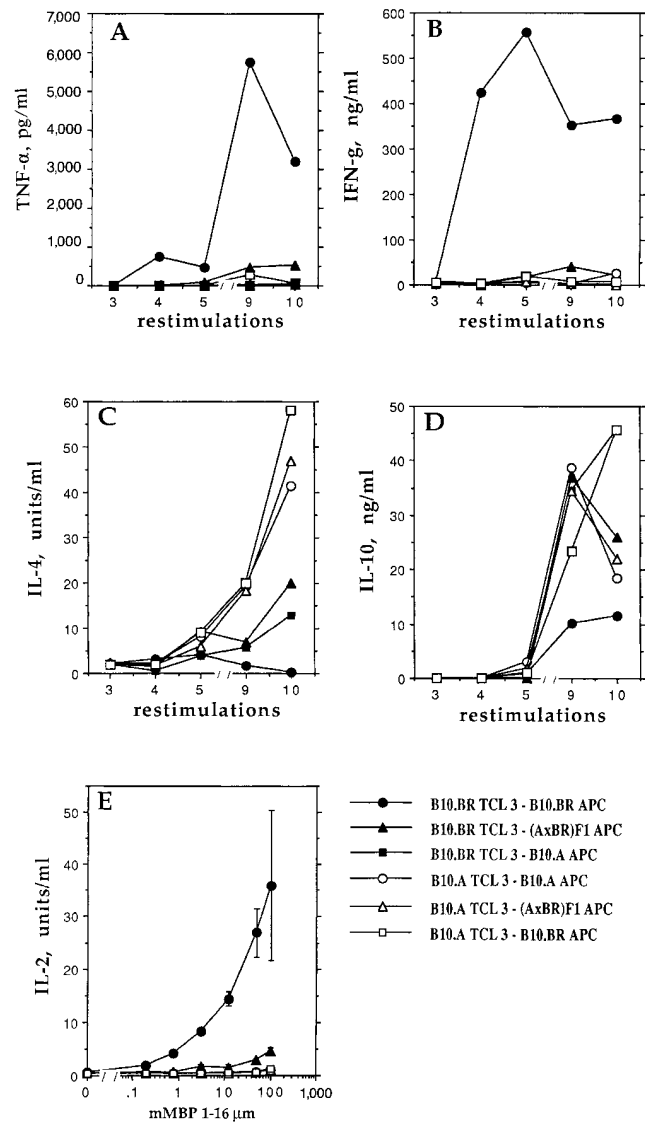 A
7,000
6,000
5,000
4,000
3,000
2,000
1,000
0
TNF-α, pg/ml
3 4 5 9 10
restimulations
B
600
500
400
300
200
100
50
0
IFN-g, ng/ml
3 4 5 9 10
restimulations
C
60
50
40
30
20
10
0
IL-4, units/ml
3 4 5 9 10
restimulations
D
50
40
30
20
10
0
IL-10, ng/ml
3 4 5 9 10
restimulations
E
50
40
30
20
15
10
5
0
IL-2, units/ml
0 .1 1 10 100 1,000
mMBP 1-16 μm
B10.BR TCL 3 - B10.BR APC
B10.BR TCL 3 - (AxBR)F1 APC
B10.BR TCL 3 - B10.A APC
B10.A TCL 3 - B10.A APC
B10.A TCL 3 - (AxBR)F1 APC
B10.A TCL 3 - B10.BR APC